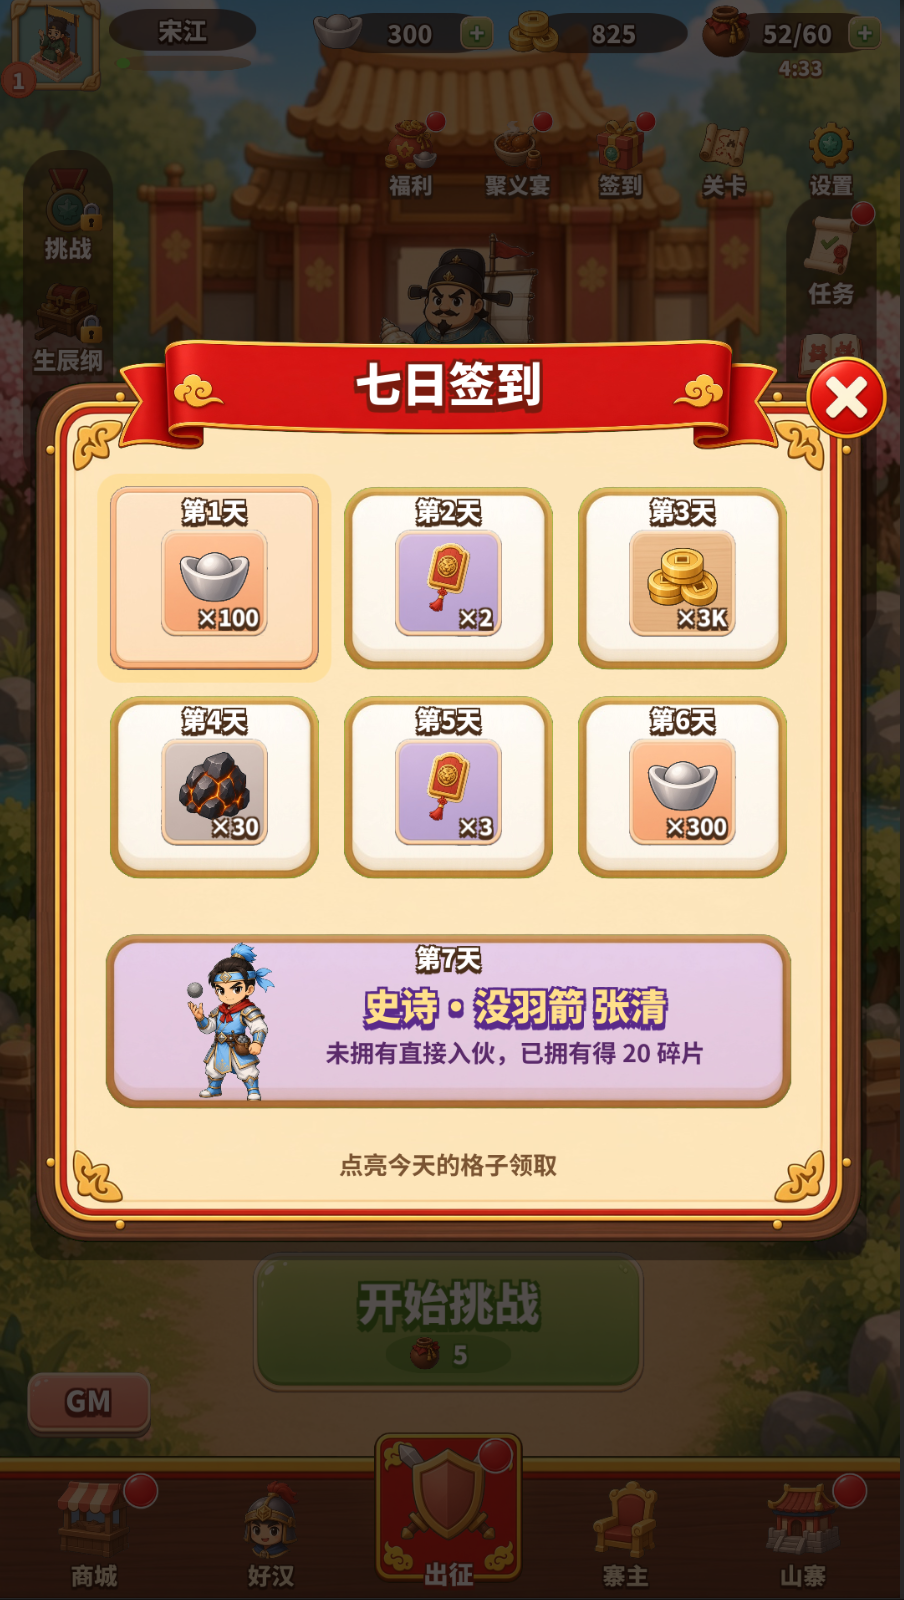 宋江
300
825
52/60
4:33
1
福利
聚义宴
签到
关卡
设置
挑战
任务
生辰纲
七日签到
第1天
×100
第2天
×2
第3天
×3K
第4天
×30
第5天
×3
第6天
×300
第7天
史诗·没羽箭 张清
未拥有直接入伙，已拥有得 20 碎片
点亮今天的格子领取
开始挑战
5
GM
商城
好汉
出征
寨主
山寨